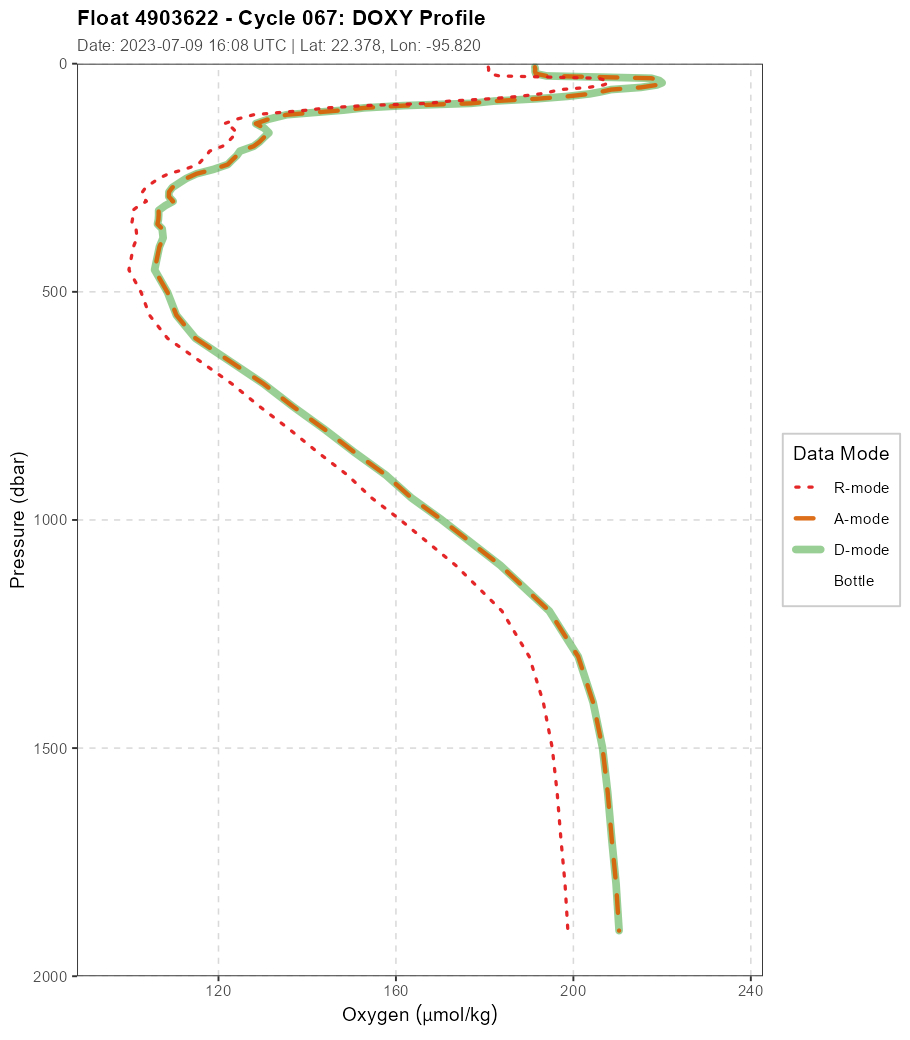 Float 4903622 - Cycle 067: DOXY Profile
Date: 2023-07-09 16:08 UTC | Lat: 22.378, Lon: -95.820
0
500
1000
1500
2000
Pressure (dbar)
120 160 200 240
Oxygen (μmol/kg)
Data Mode
R-mode
A-mode
D-mode
Bottle